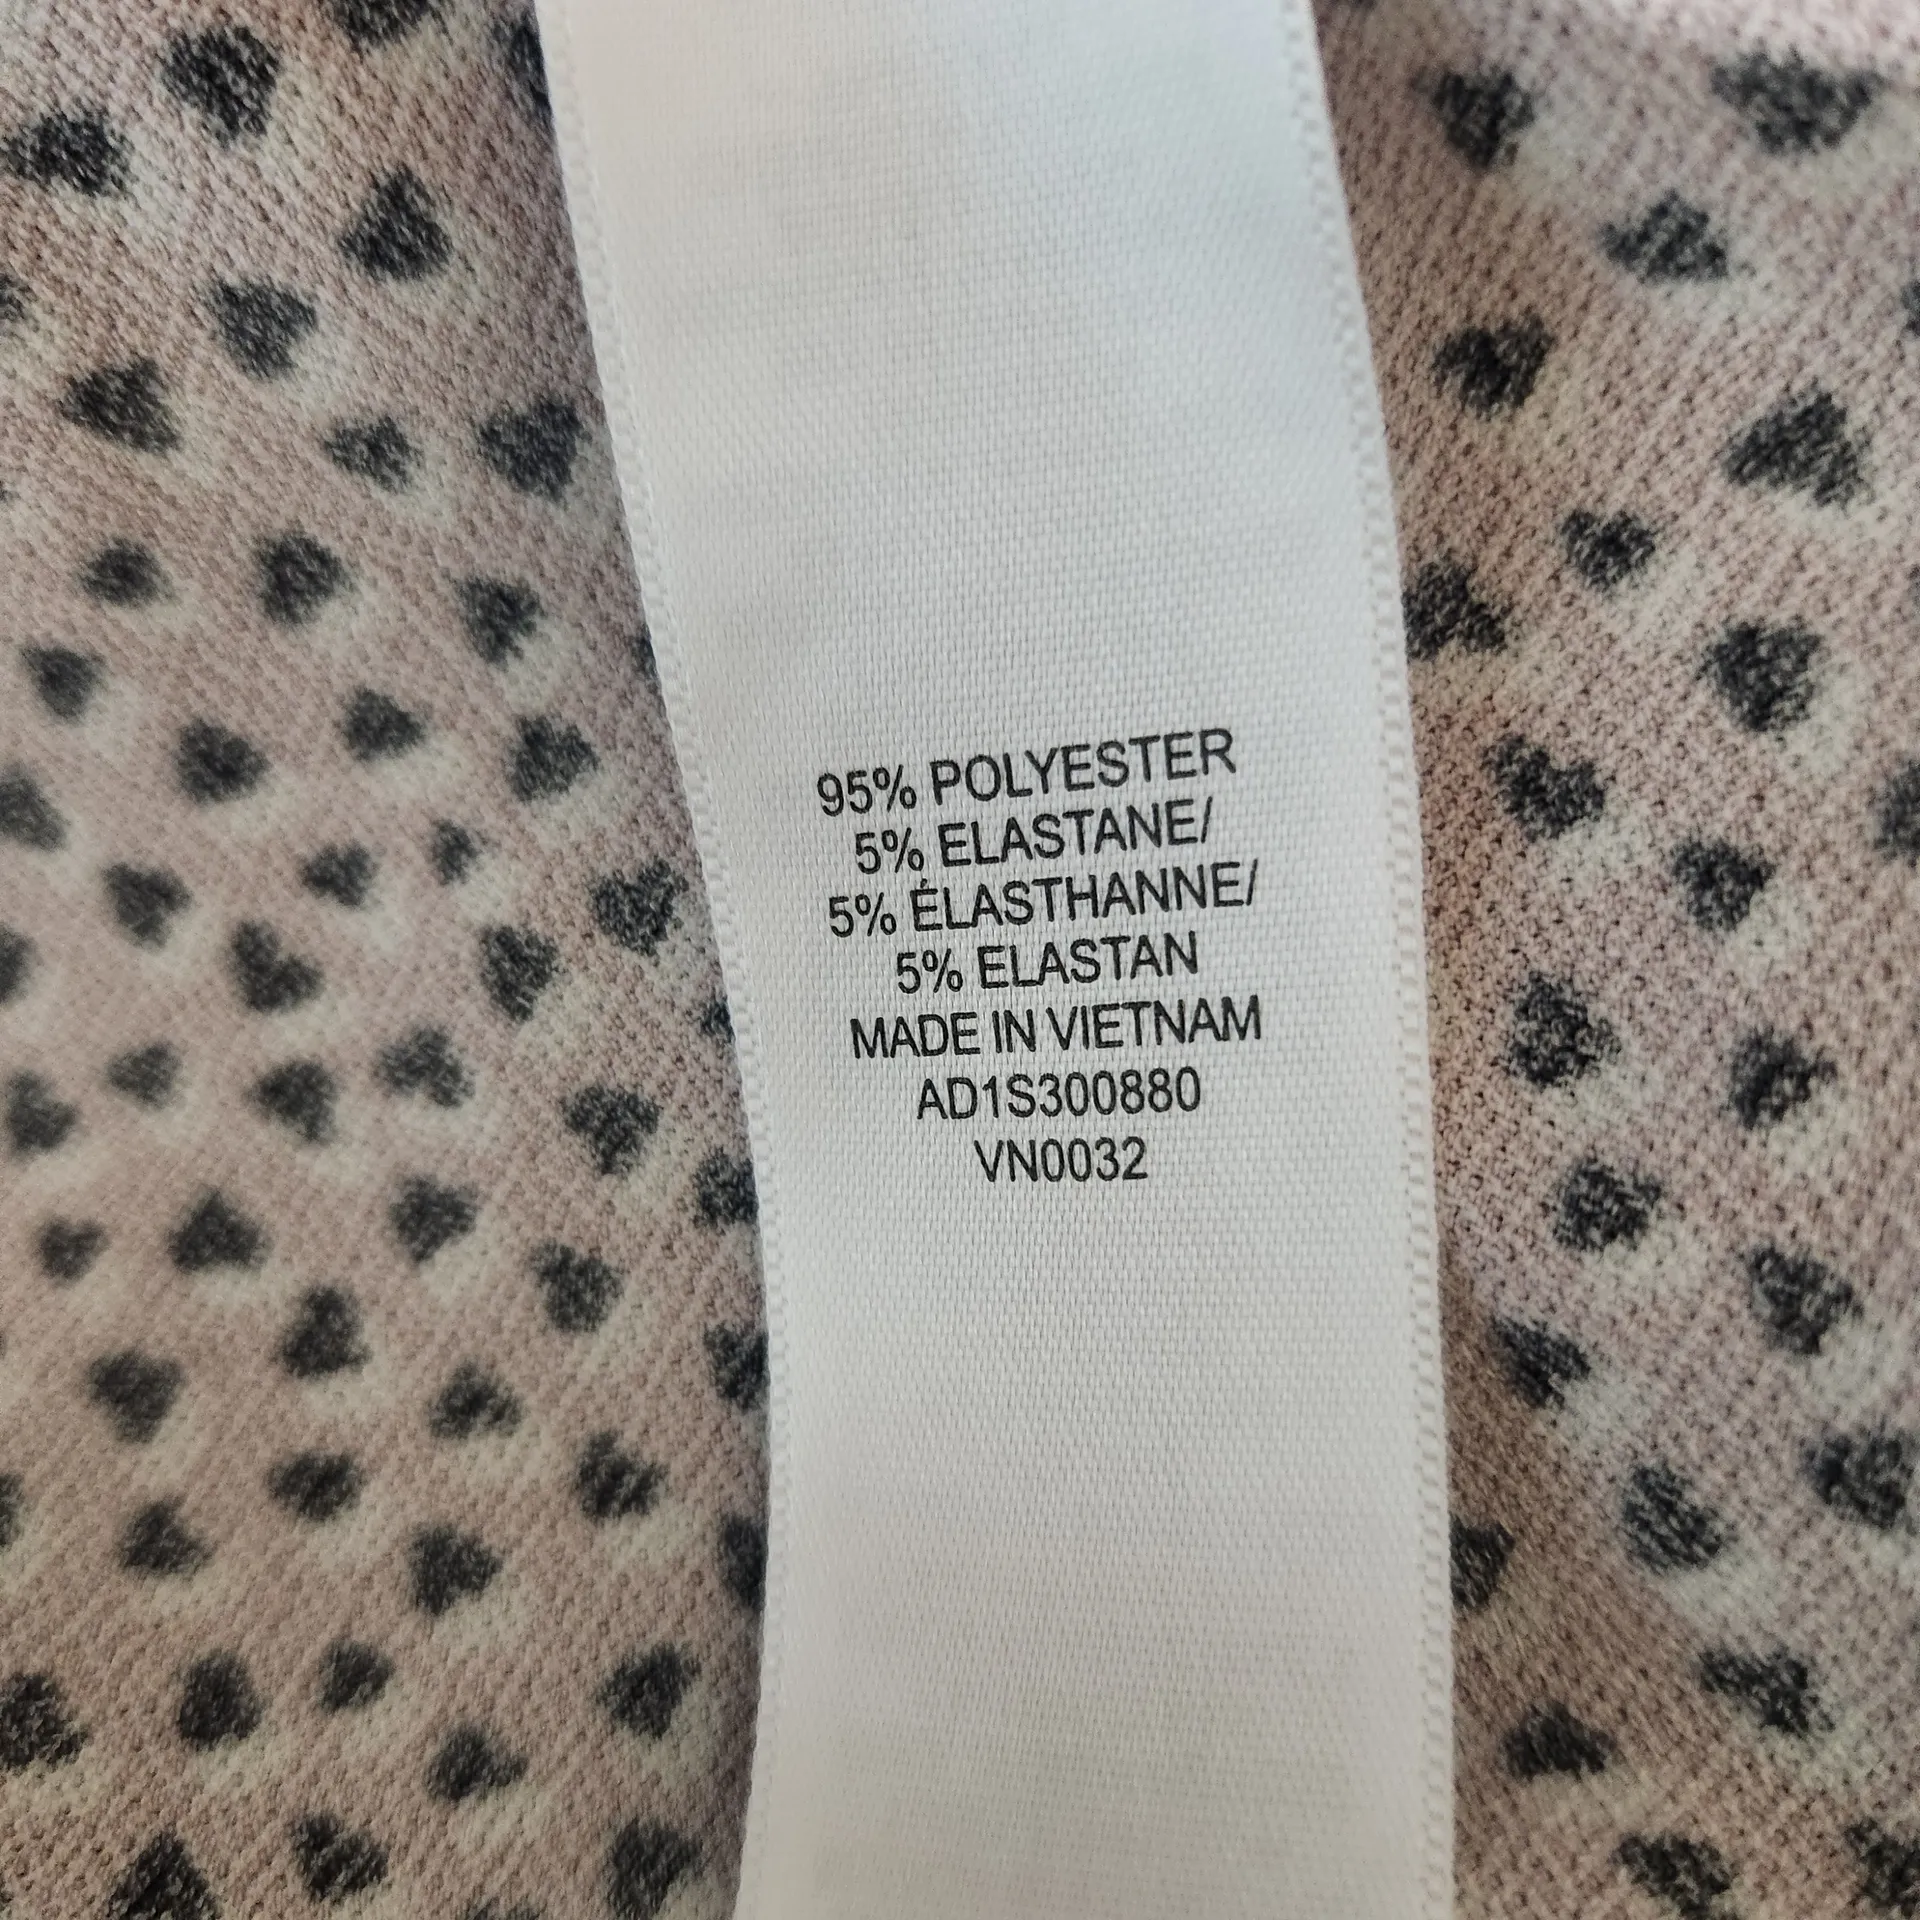 95% POLYESTER
5% ELASTANE/
5% ÉLASTHANNE/
5% ELASTAN
MADE IN VIETNAM
AD1S300880
VN0032